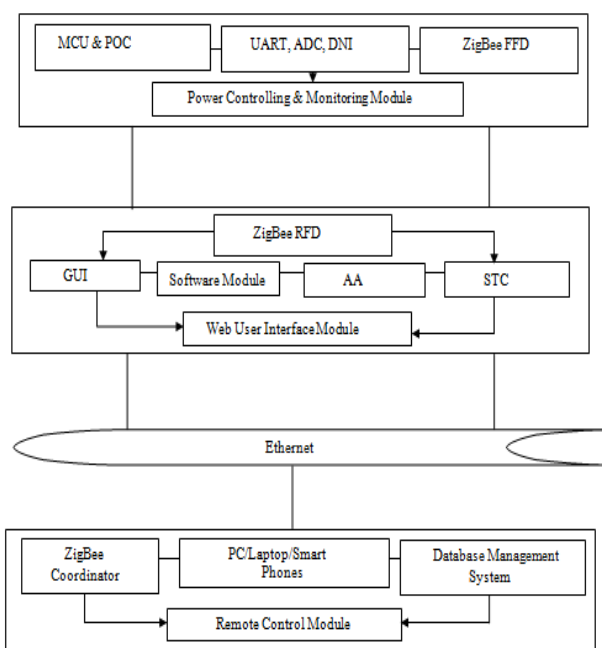 MCU & POC
UART, ADC, DNI
ZigBee FFD
Power Controlling & Monitoring Module
ZigBee RFD
GUI
Software Module
AA
STC
Web User Interface Module
Ethernet
ZigBee
Coordinator
PC/Laptop/Smart
Phones
Database Management
System
Remote Control Module